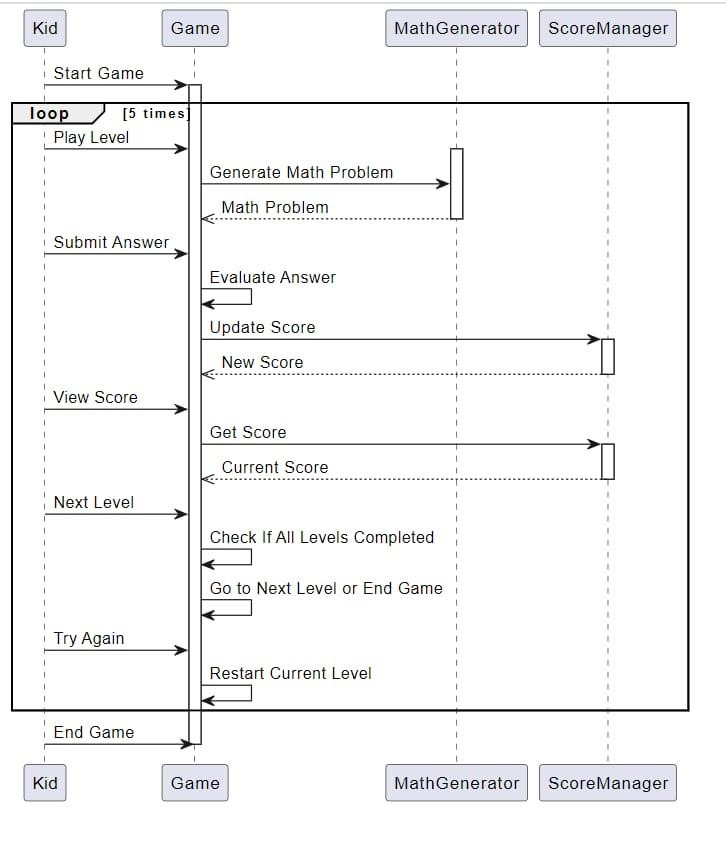 Kid Game MathGenerator ScoreManager
Start Game
loop [5 times]
Play Level
Generate Math Problem
Math Problem
Submit Answer
Evaluate Answer
Update Score
New Score
View Score
Get Score
Current Score
Next Level
Check If All Levels Completed
Go to Next Level or End Game
Try Again
Restart Current Level
End Game
Kid Game MathGenerator ScoreManager